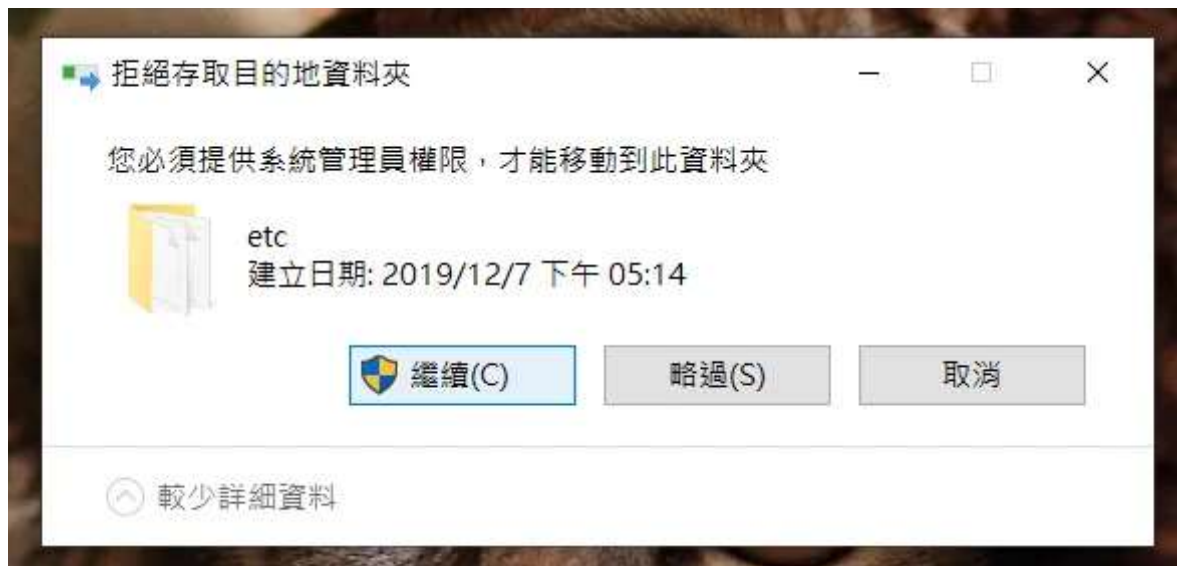 拒絕存取目的地資料夾
您必須提供系統管理員權限，才能移動到此資料夾
etc
建立日期: 2019/12/7 下午 05:14
繼續(C)
略過(S)
取消
較少詳細資料